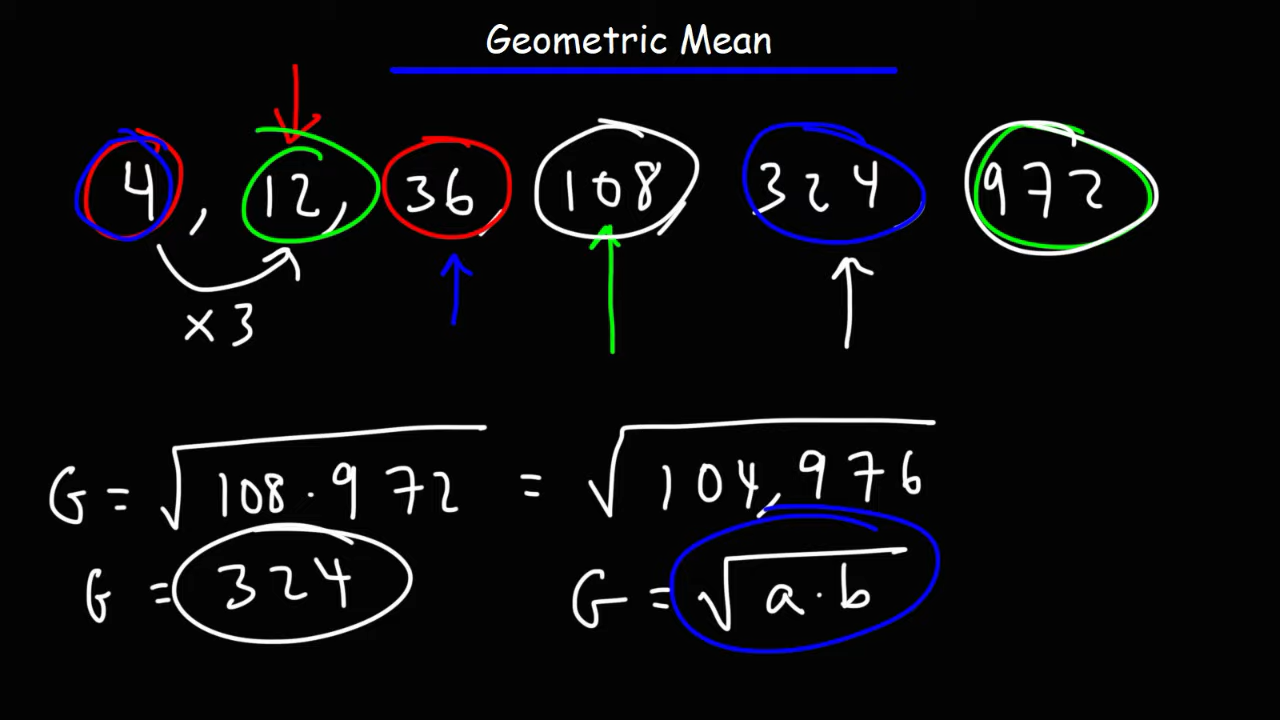 Geometric Mean
4, 12, 36, 108, 324, 972
×3
G = √108·972 = √104,976
G = 324 G = √a·b